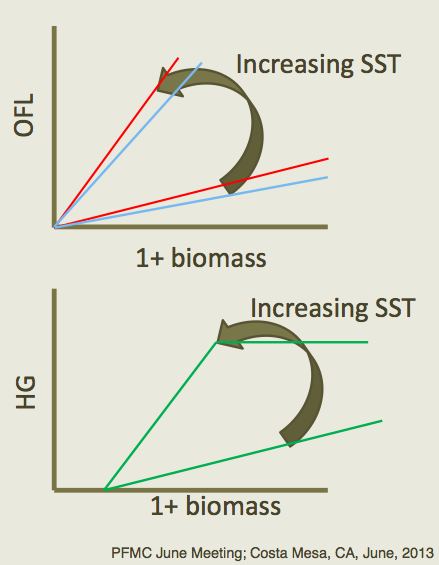 Increasing SST
OFL
1+ biomass
Increasing SST
HG
1+ biomass
PFMC June Meeting; Costa Mesa, CA, June, 2013